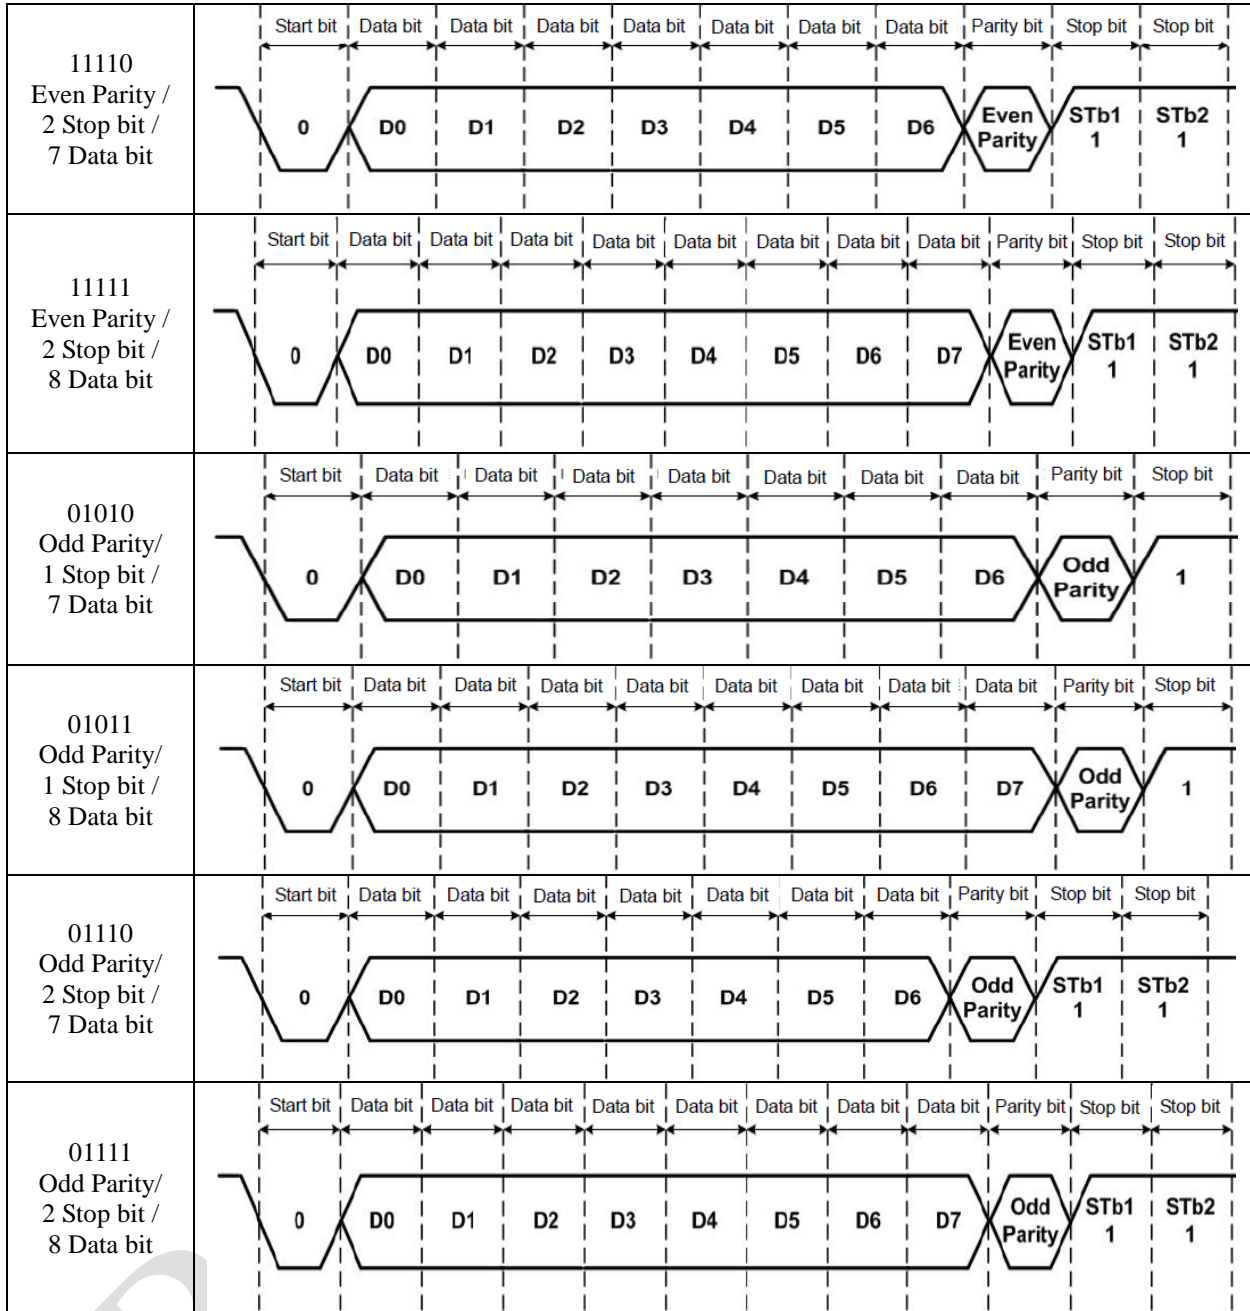 Start bit Data bit Data bit Data bit Data bit Data bit Data bit Data bit Parity bit Stop bit Stop bit
11110
Even Parity /
2 Stop bit /
7 Data bit
0 D0 D1 D2 D3 D4 D5 D6 Even Parity STb1 1 STb2 1
Start bit Data bit Data bit Data bit Data bit Data bit Data bit Data bit Data bit Parity bit Stop bit Stop bit
11111
Even Parity /
2 Stop bit /
8 Data bit
0 D0 D1 D2 D3 D4 D5 D6 D7 Even Parity STb1 1 STb2 1
Start bit Data bit Data bit Data bit Data bit Data bit Data bit Data bit Parity bit Stop bit
01010
Odd Parity/
1 Stop bit /
7 Data bit
0 D0 D1 D2 D3 D4 D5 D6 Odd Parity 1
Start bit Data bit Data bit Data bit Data bit Data bit Data bit Data bit Data bit Parity bit Stop bit
01011
Odd Parity/
1 Stop bit /
8 Data bit
0 D0 D1 D2 D3 D4 D5 D6 D7 Odd Parity 1
Start bit Data bit Data bit Data bit Data bit Data bit Data bit Data bit Parity bit Stop bit Stop bit
01110
Odd Parity/
2 Stop bit /
7 Data bit
0 D0 D1 D2 D3 D4 D5 D6 Odd Parity STb1 1 STb2 1
Start bit Data bit Data bit Data bit Data bit Data bit Data bit Data bit Data bit Parity bit Stop bit Stop bit
01111
Odd Parity/
2 Stop bit /
8 Data bit
0 D0 D1 D2 D3 D4 D5 D6 D7 Odd Parity STb1 1 STb2 1